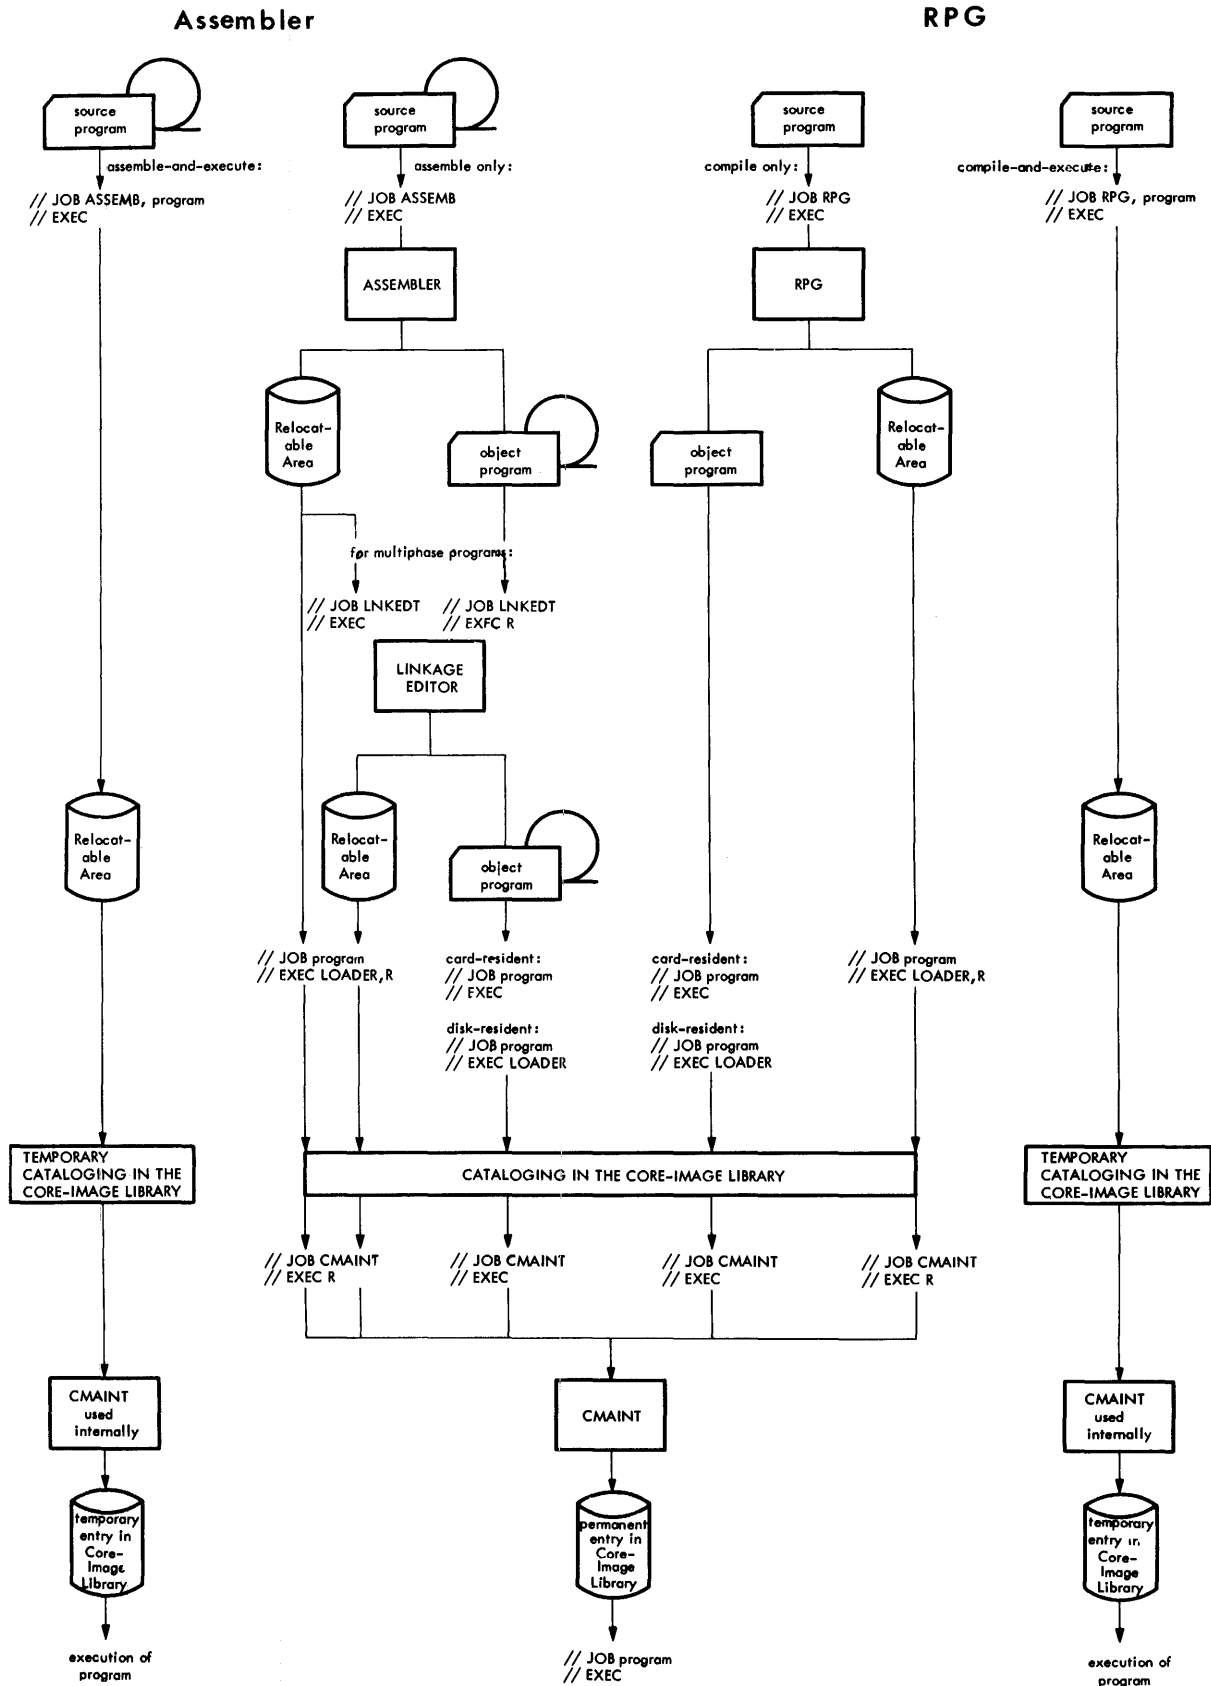 Assembler
RPG
source
program
source
program
source
program
source
program
assemble-and-execute:
assemble only:
compile only:
compile-and-execute:
// JOB ASSEMB, program
// EXEC
// JOB ASSEMB
// EXEC
// JOB RPG
// EXEC
// JOB RPG, program
// EXEC
ASSEMBLER
RPG
Relocat-
able
Area
object
program
object
program
Relocat-
able
Area
for multiphase programs:
// JOB LNKEDT
// EXEC
// JOB LNKEDT
// EXFC R
LINKAGE
EDITOR
Relocat-
able
Area
Relocat-
able
Area
object
program
Relocat-
able
Area
// JOB program
// EXEC LOADER,R
card-resident:
// JOB program
// EXEC
disk-resident:
// JOB program
// EXEC LOADER
card-resident:
// JOB program
// EXEC
disk-resident:
// JOB program
// EXEC LOADER
// JOB program
// EXEC LOADER,R
TEMPORARY
CATALOGING IN THE
CORE-IMAGE LIBRARY
CATALOGING IN THE CORE-IMAGE LIBRARY
TEMPORARY
CATALOGING IN THE
CORE-IMAGE LIBRARY
// JOB CMAINT
// EXEC R
// JOB CMAINT
// EXEC
// JOB CMAINT
// EXEC
// JOB CMAINT
// EXEC R
CMAINT
used
internally
CMAINT
CMAINT
used
internally
temporary
entry in
Core-
Image
Library
permanent
entry in
Core-
Image
Library
temporary
entry in
Core-
Image
Library
execution of
program
// JOB program
// EXEC
execution of
program